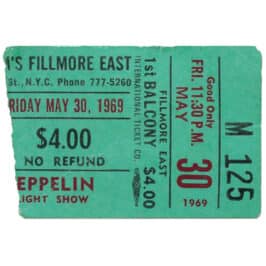 'S FILLMORE EAST
St., N.Y.C. Phone 777-5260
RIDAY MAY 30, 1969
$4.00
NO REFUND
ZEPPELIN
LIGHT SHOW
INTERNATIONAL TICKET CO.
1st BALCONY
FILLMORE EAST
$4.00
Good Only
FRI. 11:30 P.M.
MAY
30
1969
M 125